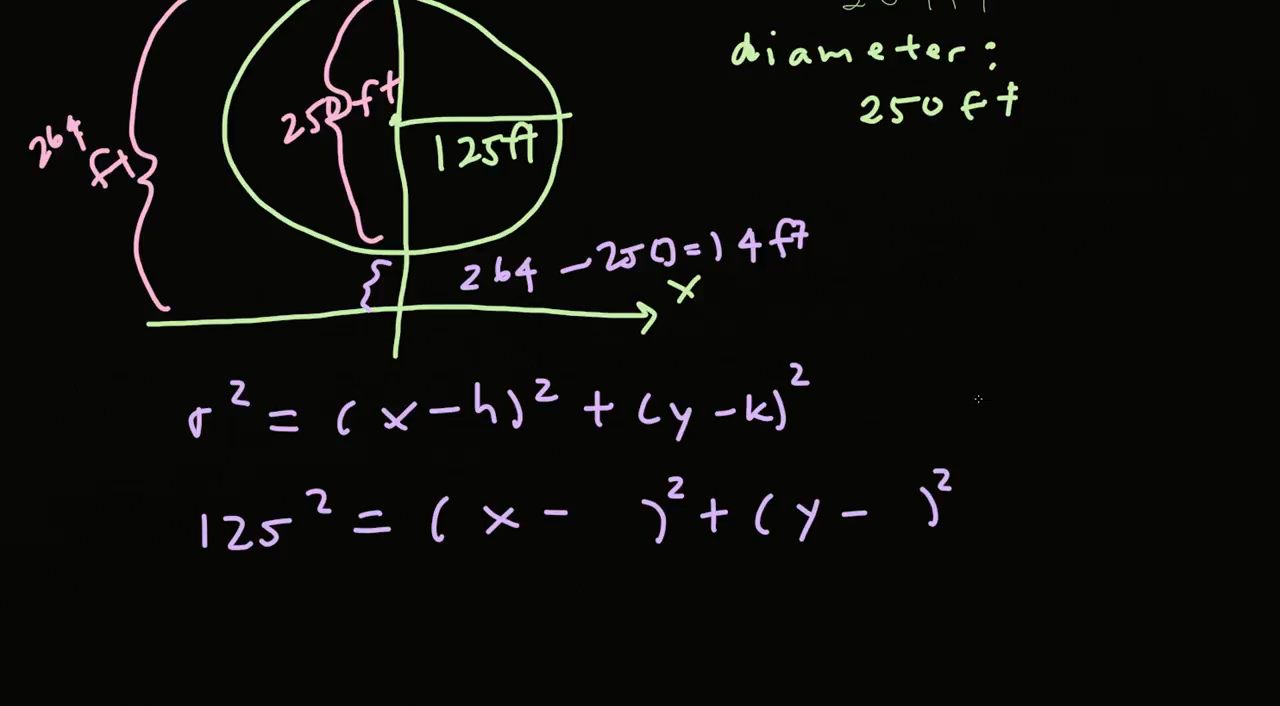 diameter:
250 ft
250 ft
264 ft
125 ft
264 - 250 = 14 ft
x
r² = (x - h)² + (y - k)²
125² = (x -   )² + (y -   )²